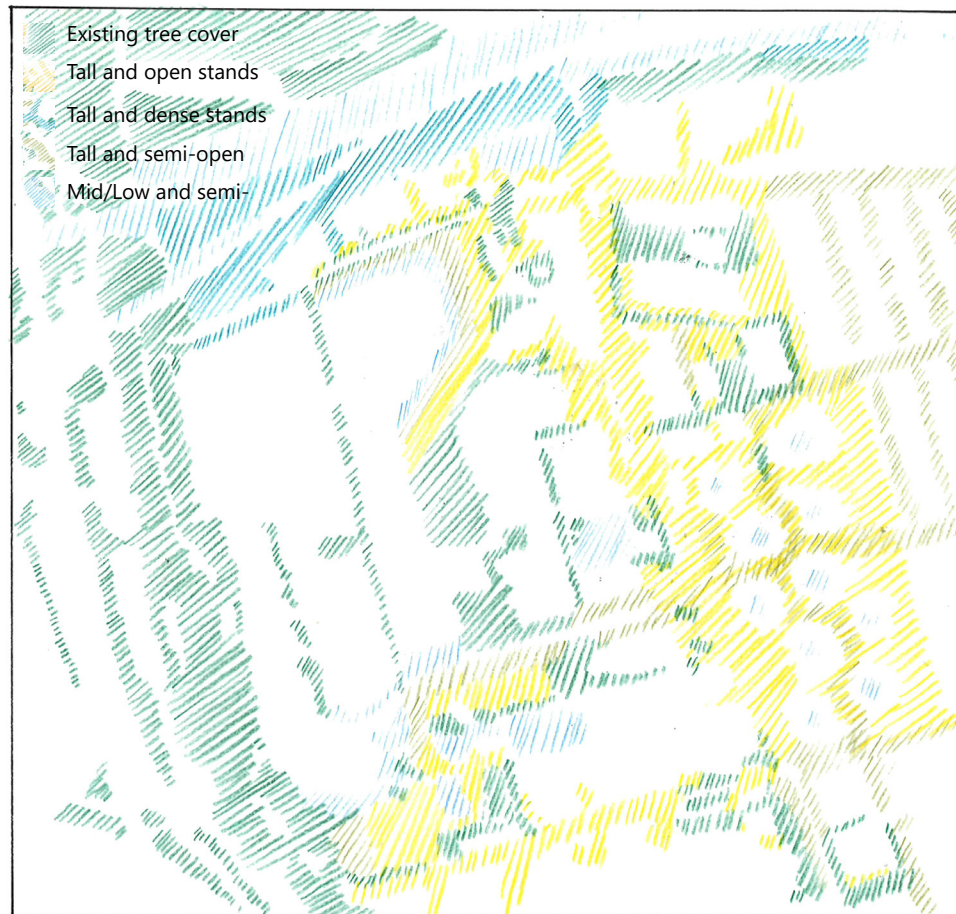 Existing tree cover
Tall and open stands
Tall and dense stands
Tall and semi-open
Mid/Low and semi-